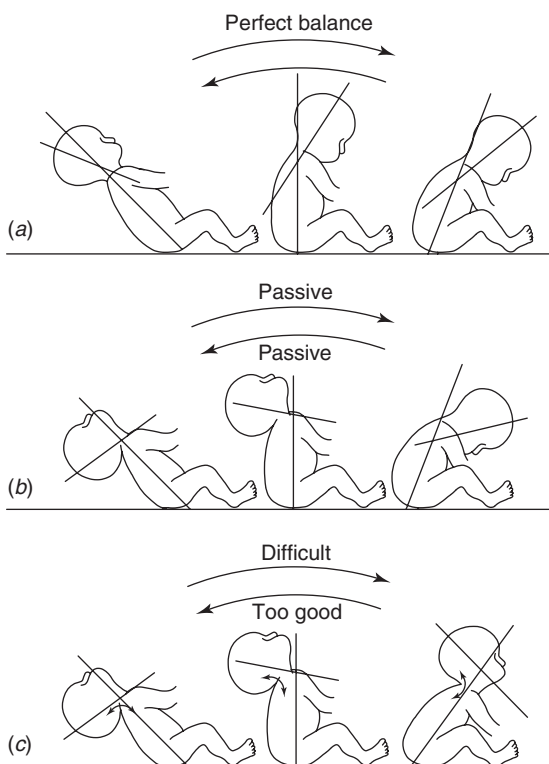 Perfect balance
(a)
Passive
Passive
(b)
Difficult
Too good
(c)